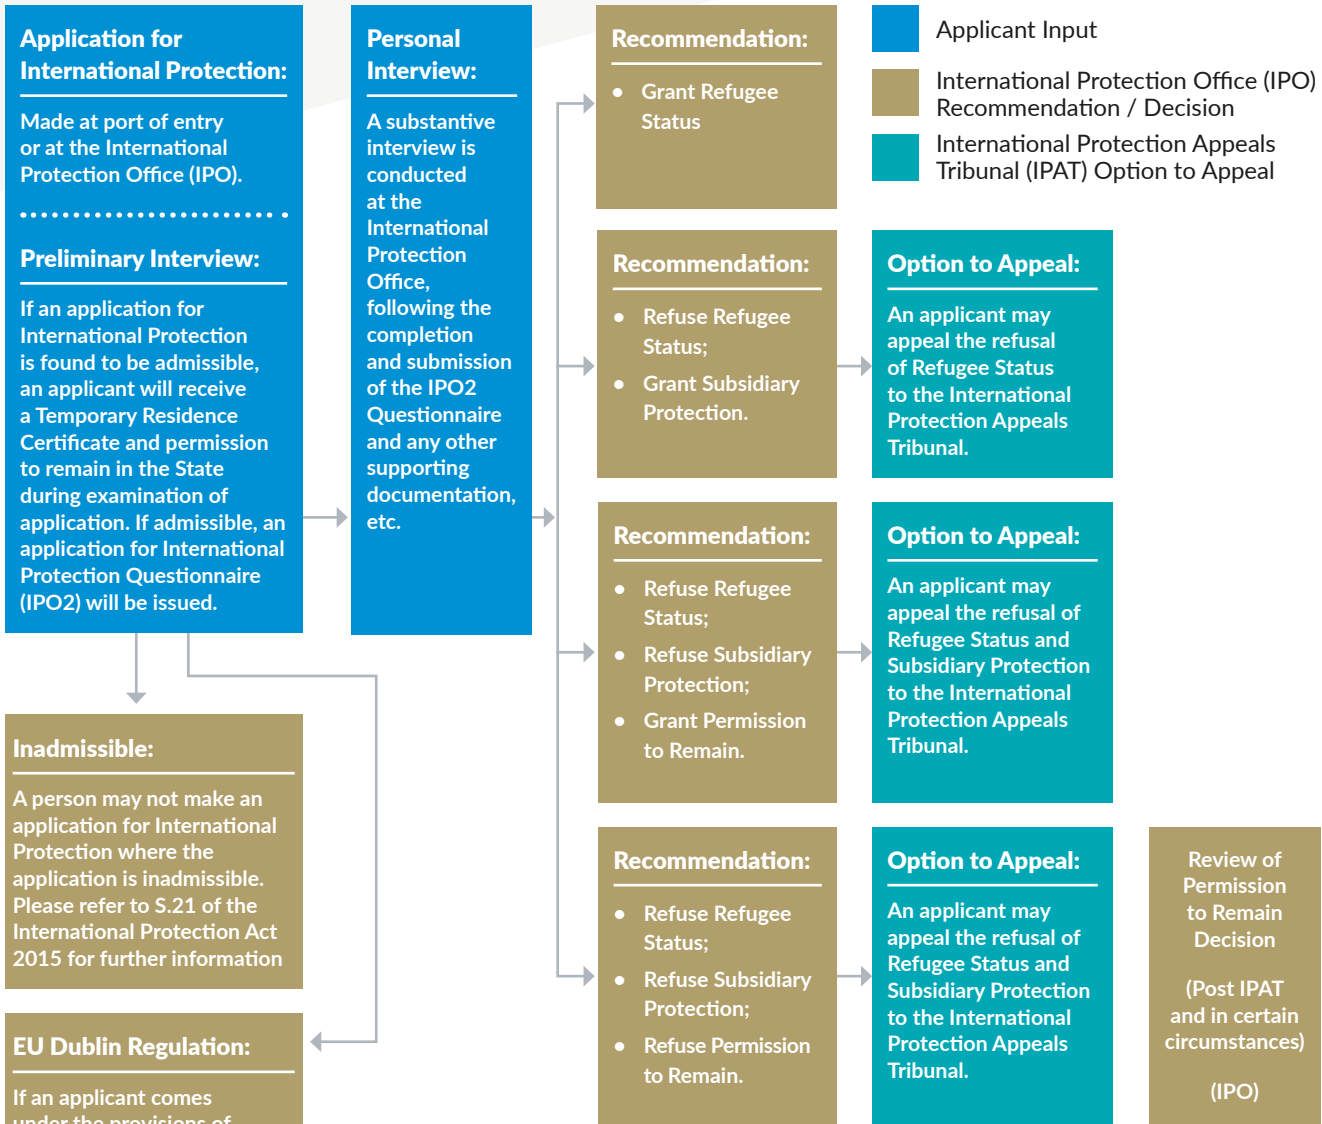 Application for
International Protection:
Made at port of entry
or at the International
Protection Office (IPO).
Preliminary Interview:
If an application for
International Protection
is found to be admissible,
an applicant will receive
a Temporary Residence
Certificate and permission
to remain in the State
during examination of
application. If admissible, an
application for International
Protection Questionnaire
(IPO2) will be issued.
Inadmissible:
A person may not make an
application for International
Protection where the
application is inadmissible.
Please refer to S.21 of the
International Protection Act
2015 for further information
EU Dublin Regulation:
If an applicant comes
under the provisions of
Personal
Interview:
A substantive
interview is
conducted
at the
International
Protection
Office,
following the
completion
and submission
of the IPO2
Questionnaire
and any other
supporting
documentation,
etc.
Recommendation:
• Grant Refugee
Status
Recommendation:
• Refuse Refugee
Status;
• Grant Subsidiary
Protection.
Option to Appeal:
An applicant may
appeal the refusal
of Refugee Status
to the International
Protection Appeals
Tribunal.
Recommendation:
• Refuse Refugee
Status;
• Refuse Subsidiary
Protection;
• Grant Permission
to Remain.
Option to Appeal:
An applicant may
appeal the refusal of
Refugee Status and
Subsidiary Protection
to the International
Protection Appeals
Tribunal.
Recommendation:
• Refuse Refugee
Status;
• Refuse Subsidiary
Protection;
• Refuse Permission
to Remain.
Option to Appeal:
An applicant may
appeal the refusal of
Refugee Status and
Subsidiary Protection
to the International
Protection Appeals
Tribunal.
Review of
Permission
to Remain
Decision
(Post IPAT
and in certain
circumstances)
(IPO)
Applicant Input
International Protection Office (IPO)
Recommendation / Decision
International Protection Appeals
Tribunal (IPAT) Option to Appeal